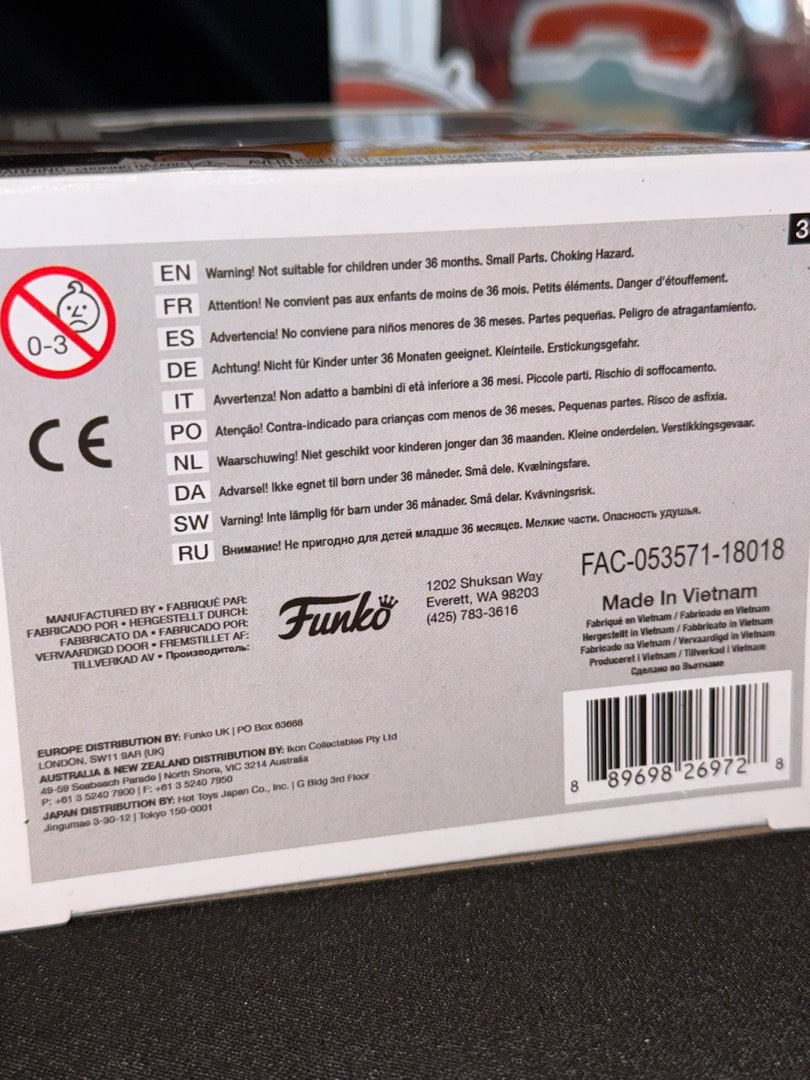 3
EN Warning! Not suitable for children under 36 months. Small Parts. Choking Hazard.
FR Attention! Ne convient pas aux enfants de moins de 36 mois. Petits éléments. Danger d'étouffement.
ES Advertencia! No conviene para niños menores de 36 meses. Partes pequeñas. Peligro de atragantamiento.
DE Achtung! Nicht für Kinder unter 36 Monaten geeignet. Kleinteile. Erstickungsgefahr.
IT Avvertenza! Non adatto a bambini di età inferiore a 36 mesi. Piccole parti. Rischio di soffocamento.
PO Atenção! Contra-indicado para crianças com menos de 36 meses. Pequenas partes. Risco de asfixia.
NL Waarschuwing! Niet geschikt voor kinderen jonger dan 36 maanden. Kleine onderdelen. Verstikkingsgevaar.
DA Advarsel! Ikke egnet til børn under 36 måneder. Små dele. Kvælningsfare.
SW Varning! Inte lämplig för barn under 36 månader. Små delar. Kvävningsrisk.
RU Внимание! Не пригодно для детей младше 36 месяцев. Мелкие части. Опасность удушья.
0-3
CE
MANUFACTURED BY • FABRIQUÉ PAR:
FABRICADO POR • HERGESTELLT DURCH:
FABBRICATO DA • FABRICADO POR:
VERVAARDIGD DOOR • FREMSTILLET AF:
TILLVERKAD AV • Производитель:
Funko
1202 Shuksan Way
Everett, WA 98203
(425) 783-3616
FAC-053571-18018
Made In Vietnam
Fabriqué en Vietnam / Fabricado en Vietnam
Hergestellt in Vietnam / Fabbricato in Vietnam
Fabricado na Vietnam / Vervaardigd in Vietnam
Produceret i Vietnam / Tillverkad i Vietnam
Сделано во Вьетнаме
EUROPE DISTRIBUTION BY: Funko UK | PO Box 63668
LONDON, SW11 9AR (UK)
AUSTRALIA & NEW ZEALAND DISTRIBUTION BY: Ikon Collectables Pty Ltd
49-59 Seabeach Parade | North Shore, VIC 3214 Australia
P: +61 3 5240 7900 | F: +61 3 5240 7950
JAPAN DISTRIBUTION BY: Hot Toys Japan Co., Inc. | G Bldg 3rd Floor
Jingumae 3-30-12 | Tokyo 150-0001
8 89698 26972 8